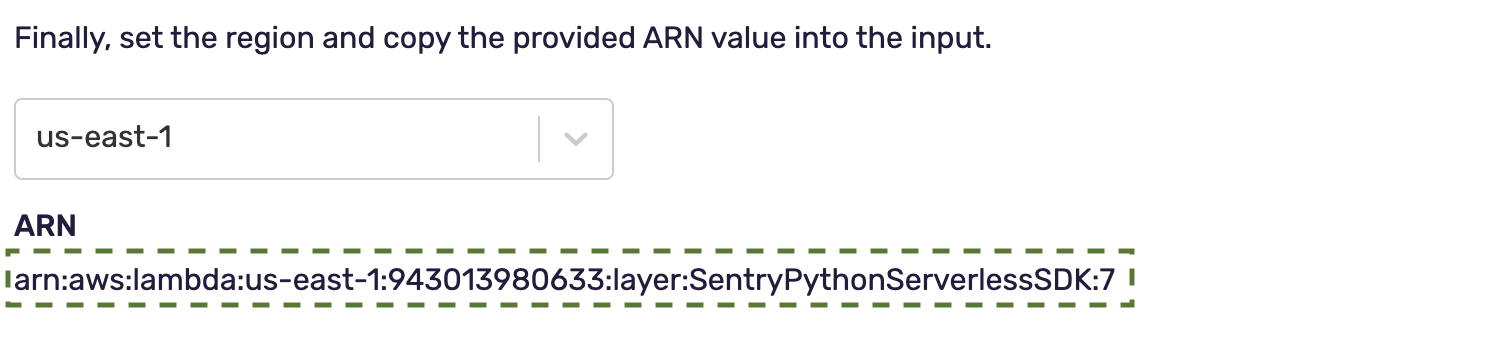 Finally, set the region and copy the provided ARN value into the input.
us-east-1
ARN
arn:aws:lambda:us-east-1:943013980633:layer:SentryPythonServerlessSDK:7